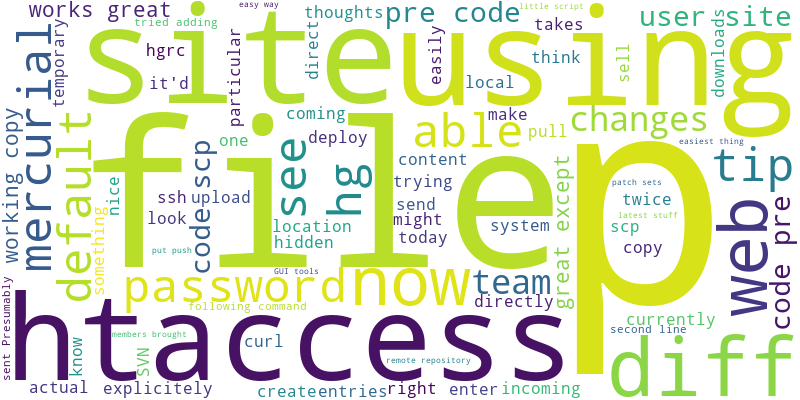 works great
tried adding
easy way
thoughts
pre code
little script
user site
takes
temporary
hgrc
it'd
particular
direct
easily
using
site
think
sell
downloads
mercurial
local
coming
make
changes
working copy
default
one
see
deploy
able
pull
easiest thing
file
p
hg
content
tip
nice
codescp
ssh
upload
trying
great except
patch sets
twice
look
location
send
might
system
latest stuff
scp
something
hidden
today
copy
web
code pre
put push
GUI tools
password
now
team
directly
sent Presumably
htaccess
following command
currently
members brought
curl
second line
diff
know
SVN
remote repository
actual
explicitely
create
entries
right
enter
incoming